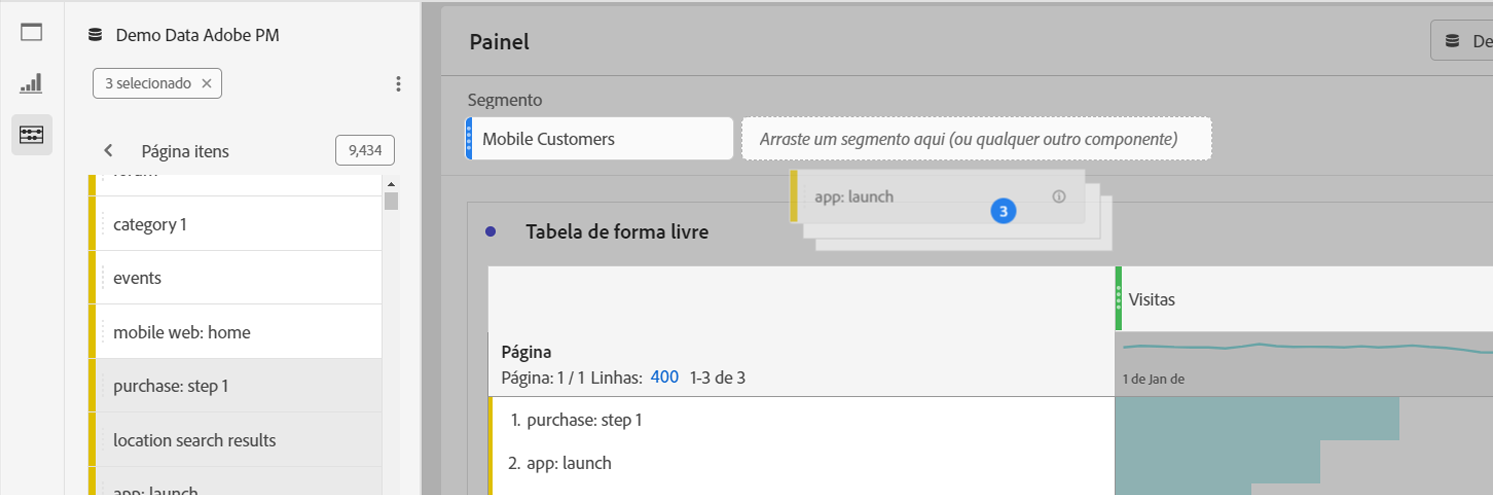 Demo Data Adobe PM
3 selecionado
Página itens
9,434
forum
category 1
events
mobile web: home
purchase: step 1
location search results
app: launch
Painel
De
Segmento
Mobile Customers
Arraste um segmento aqui (ou qualquer outro componente)
app: launch
3
Tabela de forma livre
Visitas
Página
Página: 1 / 1 Linhas: 400 1-3 de 3
1 de Jan de
1. purchase: step 1
2. app: launch